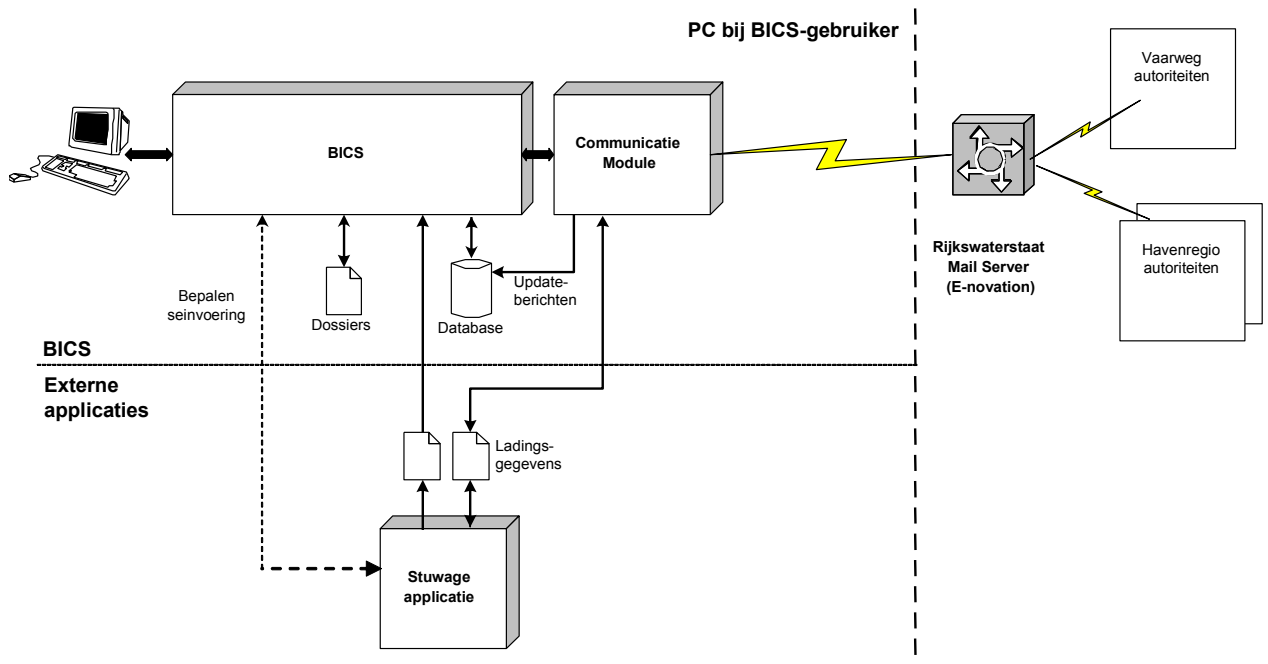 PC bij BICS-gebruiker
Vaarweg
autoriteiten
BICS
Communicatie
Module
Rijkswaterstaat
Mail Server
(E-novation)
Havenregio
autoriteiten
Bepalen
seinvoering
Dossiers
Database
Update-
berichten
BICS
Externe
applicaties
Ladings-
gegevens
Stuwage
applicatie